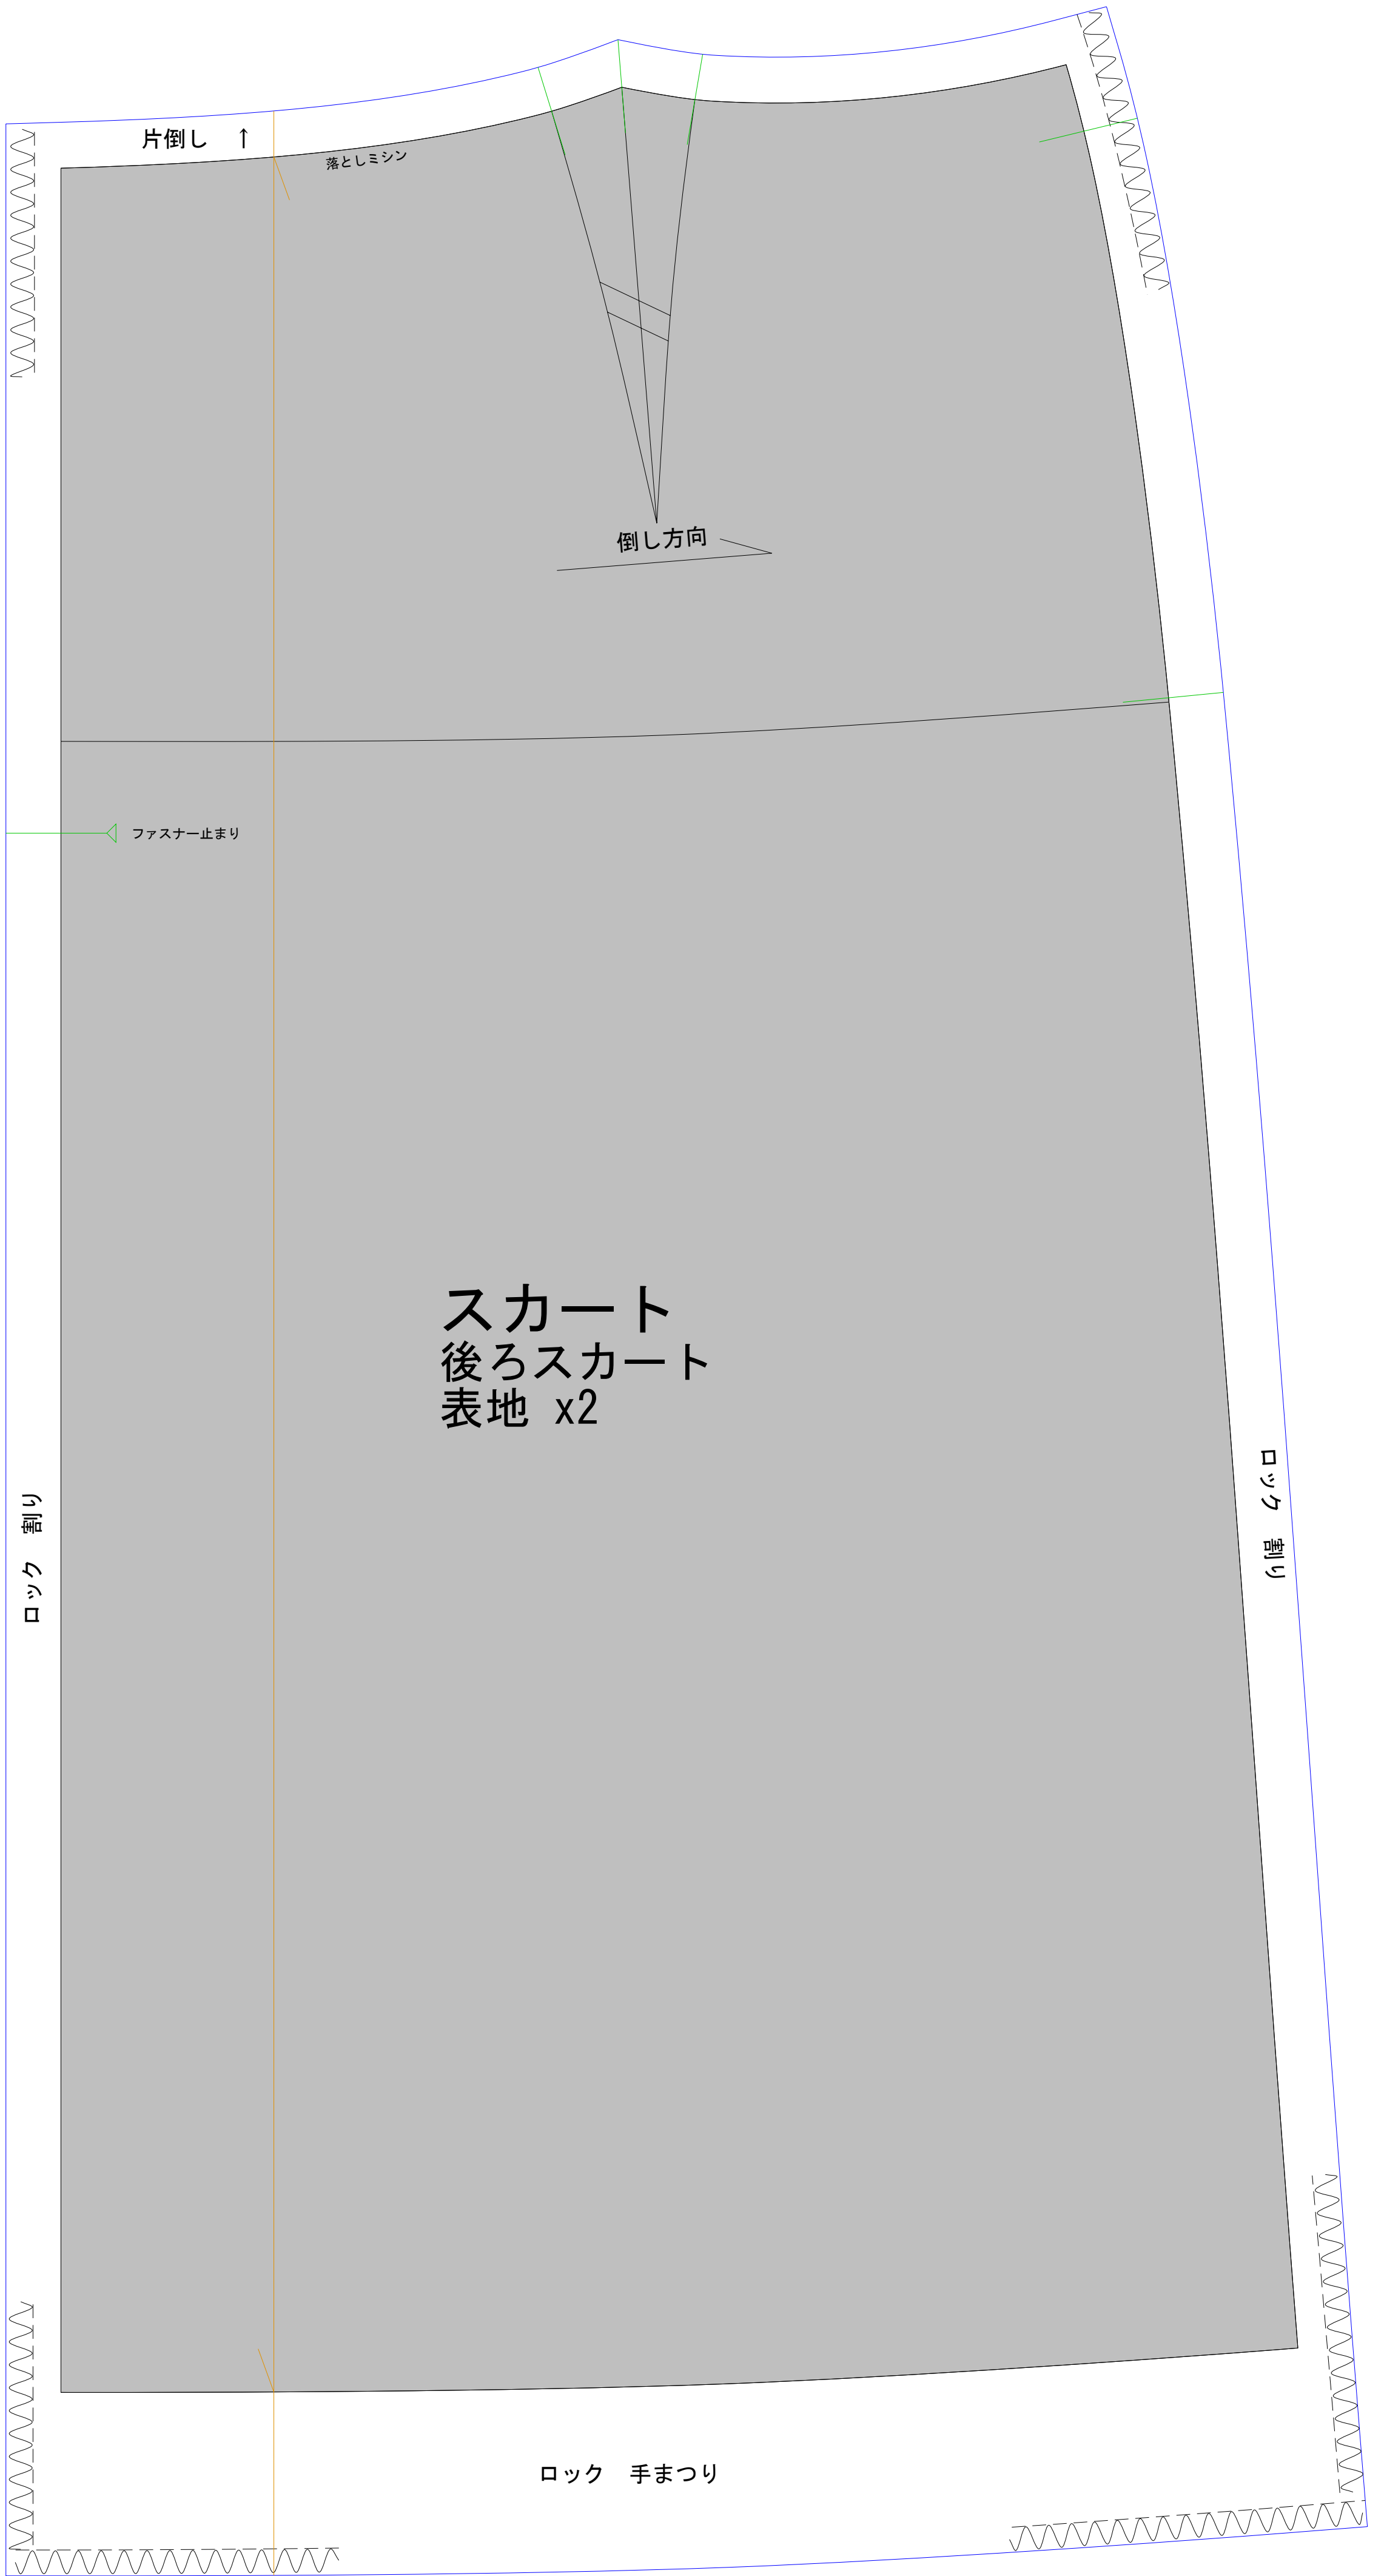 片倒し　↑
落としミシン
倒し方向
ファスナー止まり
スカート
後ろスカート
表地 x2
ロック　割り
ロック　割り
ロック　手まつり